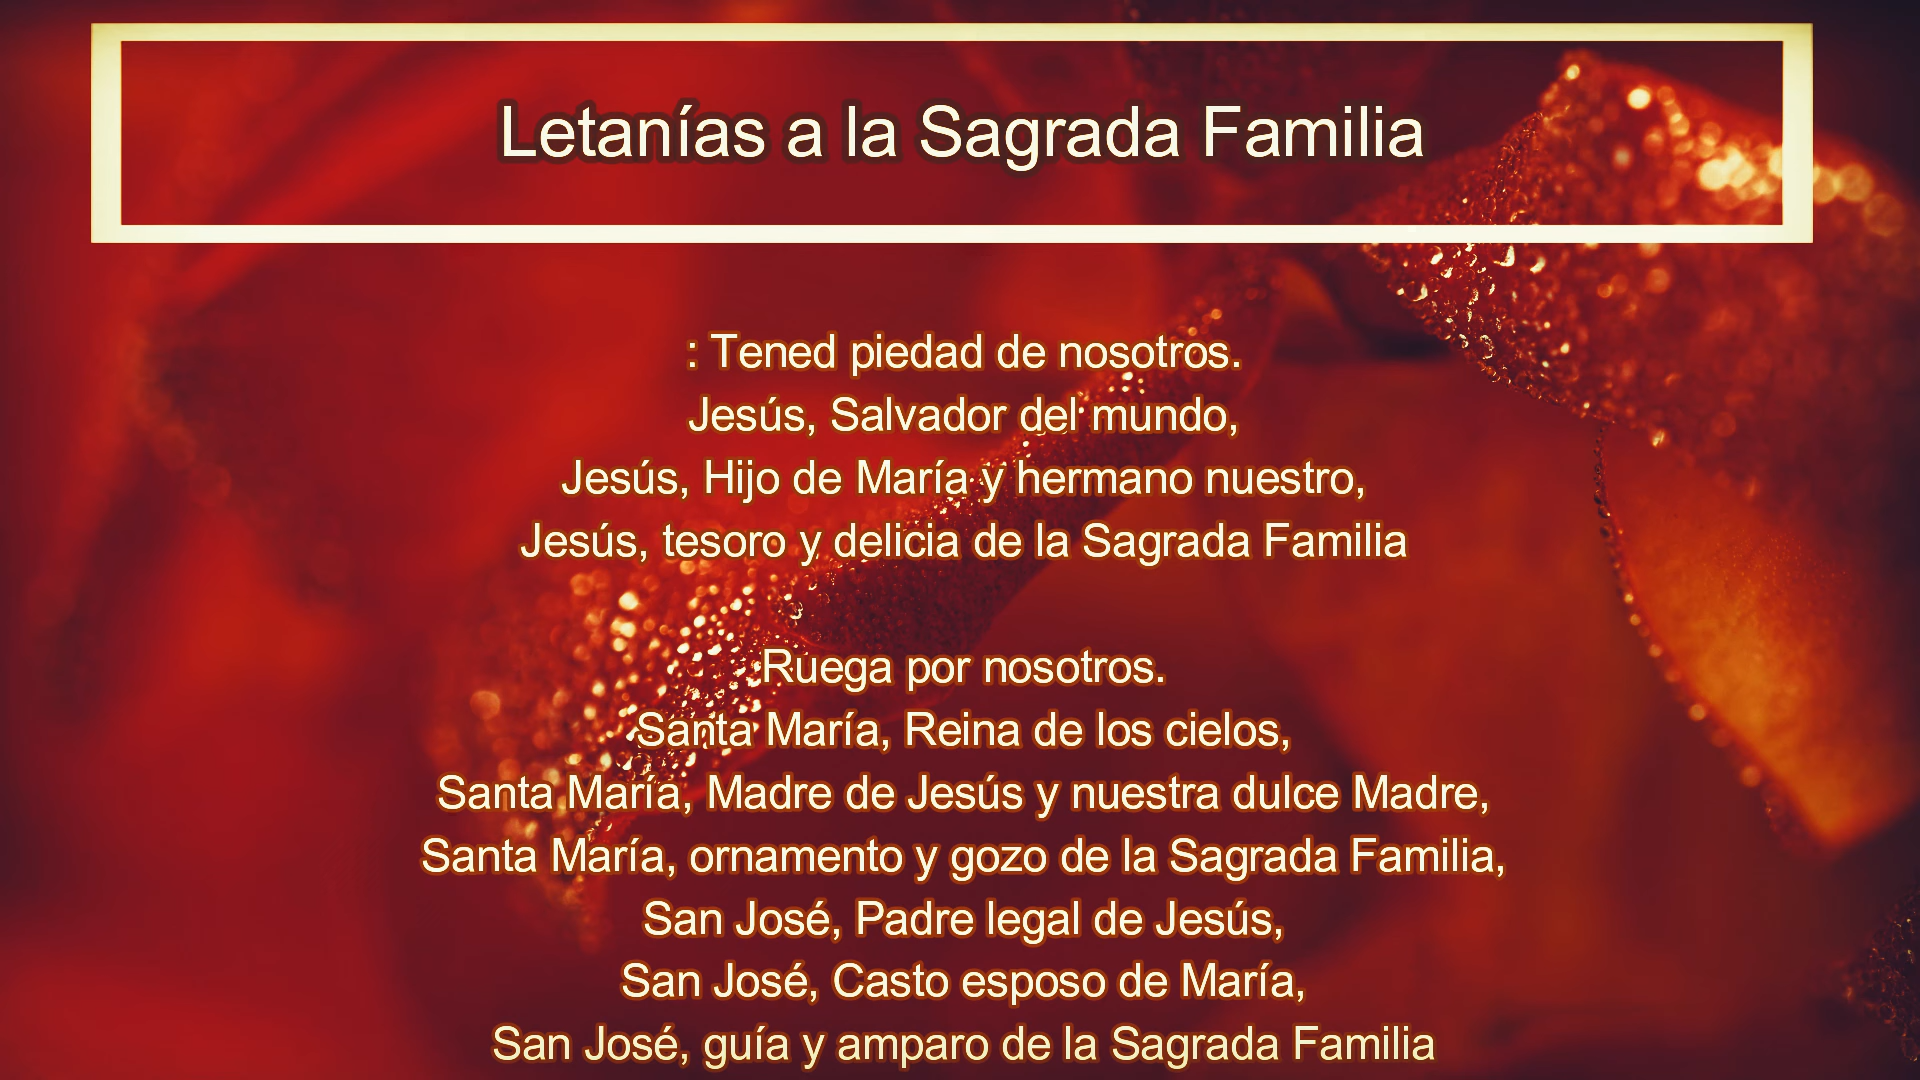 Letanías a la Sagrada Familia
: Tened piedad de nosotros.
Jesús, Salvador del mundo,
Jesús, Hijo de María y hermano nuestro,
Jesús, tesoro y delicia de la Sagrada Familia
Ruega por nosotros.
Santa María, Reina de los cielos,
Santa María, Madre de Jesús y nuestra dulce Madre,
Santa María, ornamento y gozo de la Sagrada Familia,
San José, Padre legal de Jesús,
San José, Casto esposo de María,
San José, guía y amparo de la Sagrada Familia